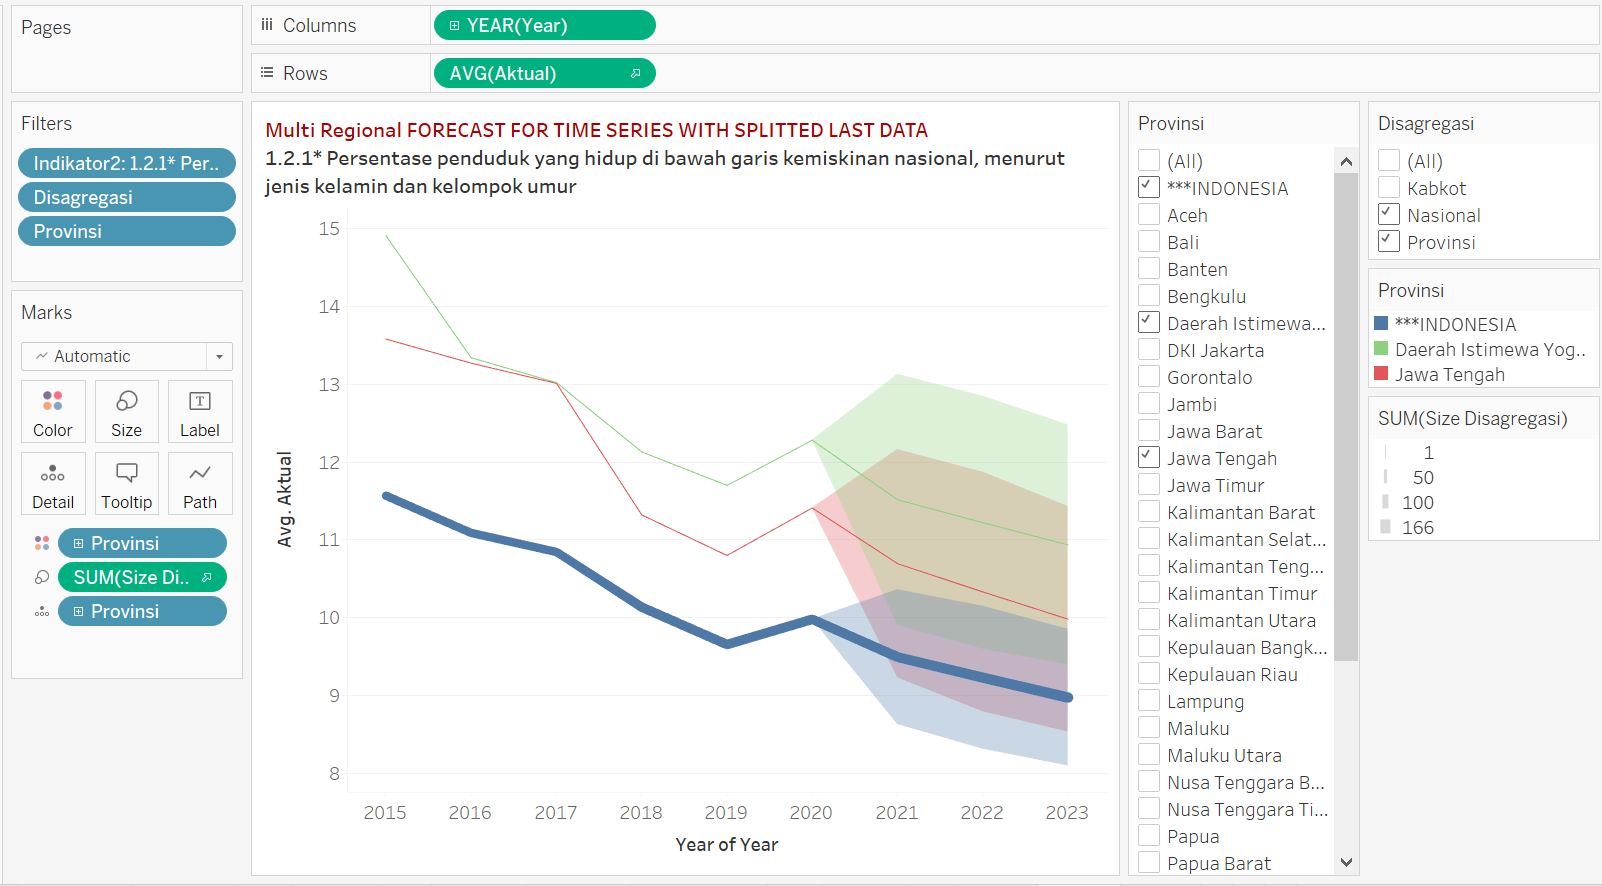 Pages
Columns
YEAR(Year)
Rows
AVG(Aktual)
Filters
Indikator2: 1.2.1* Per..
Disagregasi
Provinsi
Marks
Automatic
Color
Size
Label
Detail
Tooltip
Path
Provinsi
SUM(Size Di..
Provinsi
Multi Regional FORECAST FOR TIME SERIES WITH SPLITTED LAST DATA
1.2.1* Persentase penduduk yang hidup di bawah garis kemiskinan nasional, menurut
jenis kelamin dan kelompok umur
Avg. Aktual
15
14
13
12
11
10
9
8
2015 2016 2017 2018 2019 2020 2021 2022 2023
Year of Year
Provinsi
(All)
***INDONESIA
Aceh
Bali
Banten
Bengkulu
Daerah Istimewa...
DKI Jakarta
Gorontalo
Jambi
Jawa Barat
Jawa Tengah
Jawa Timur
Kalimantan Barat
Kalimantan Selat...
Kalimantan Teng...
Kalimantan Timur
Kalimantan Utara
Kepulauan Bangk...
Kepulauan Riau
Lampung
Maluku
Maluku Utara
Nusa Tenggara B...
Nusa Tenggara Ti...
Papua
Papua Barat
Disagregasi
(All)
Kabkot
Nasional
Provinsi
Provinsi
***INDONESIA
Daerah Istimewa Yog..
Jawa Tengah
SUM(Size Disagregasi)
1
50
100
166